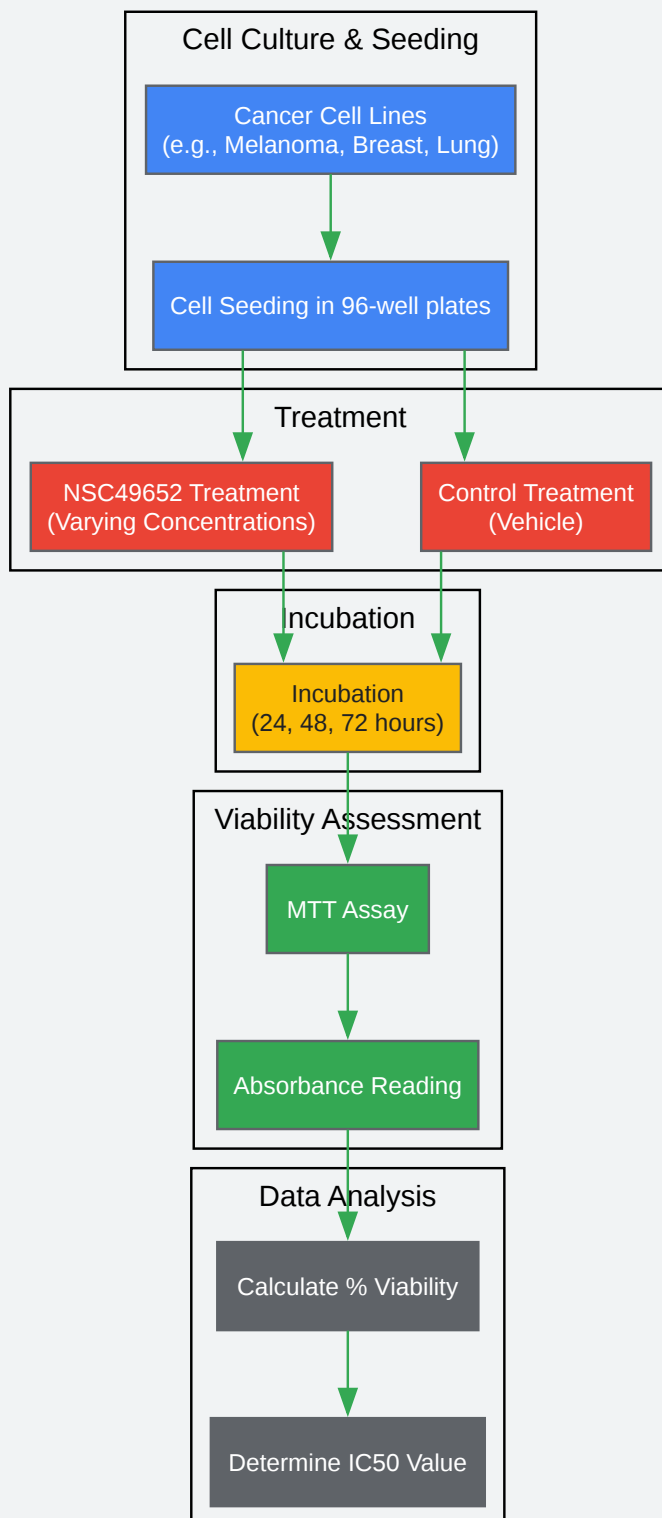 Cell Culture & Seeding
Cancer Cell Lines
(e.g., Melanoma, Breast, Lung)
Cell Seeding in 96-well plates
Treatment
NSC49652 Treatment
(Varying Concentrations)
Control Treatment
(Vehicle)
Incubation
Incubation
(24, 48, 72 hours)
Viability Assessment
MTT Assay
Absorbance Reading
Data Analysis
Calculate % Viability
Determine IC50 Value